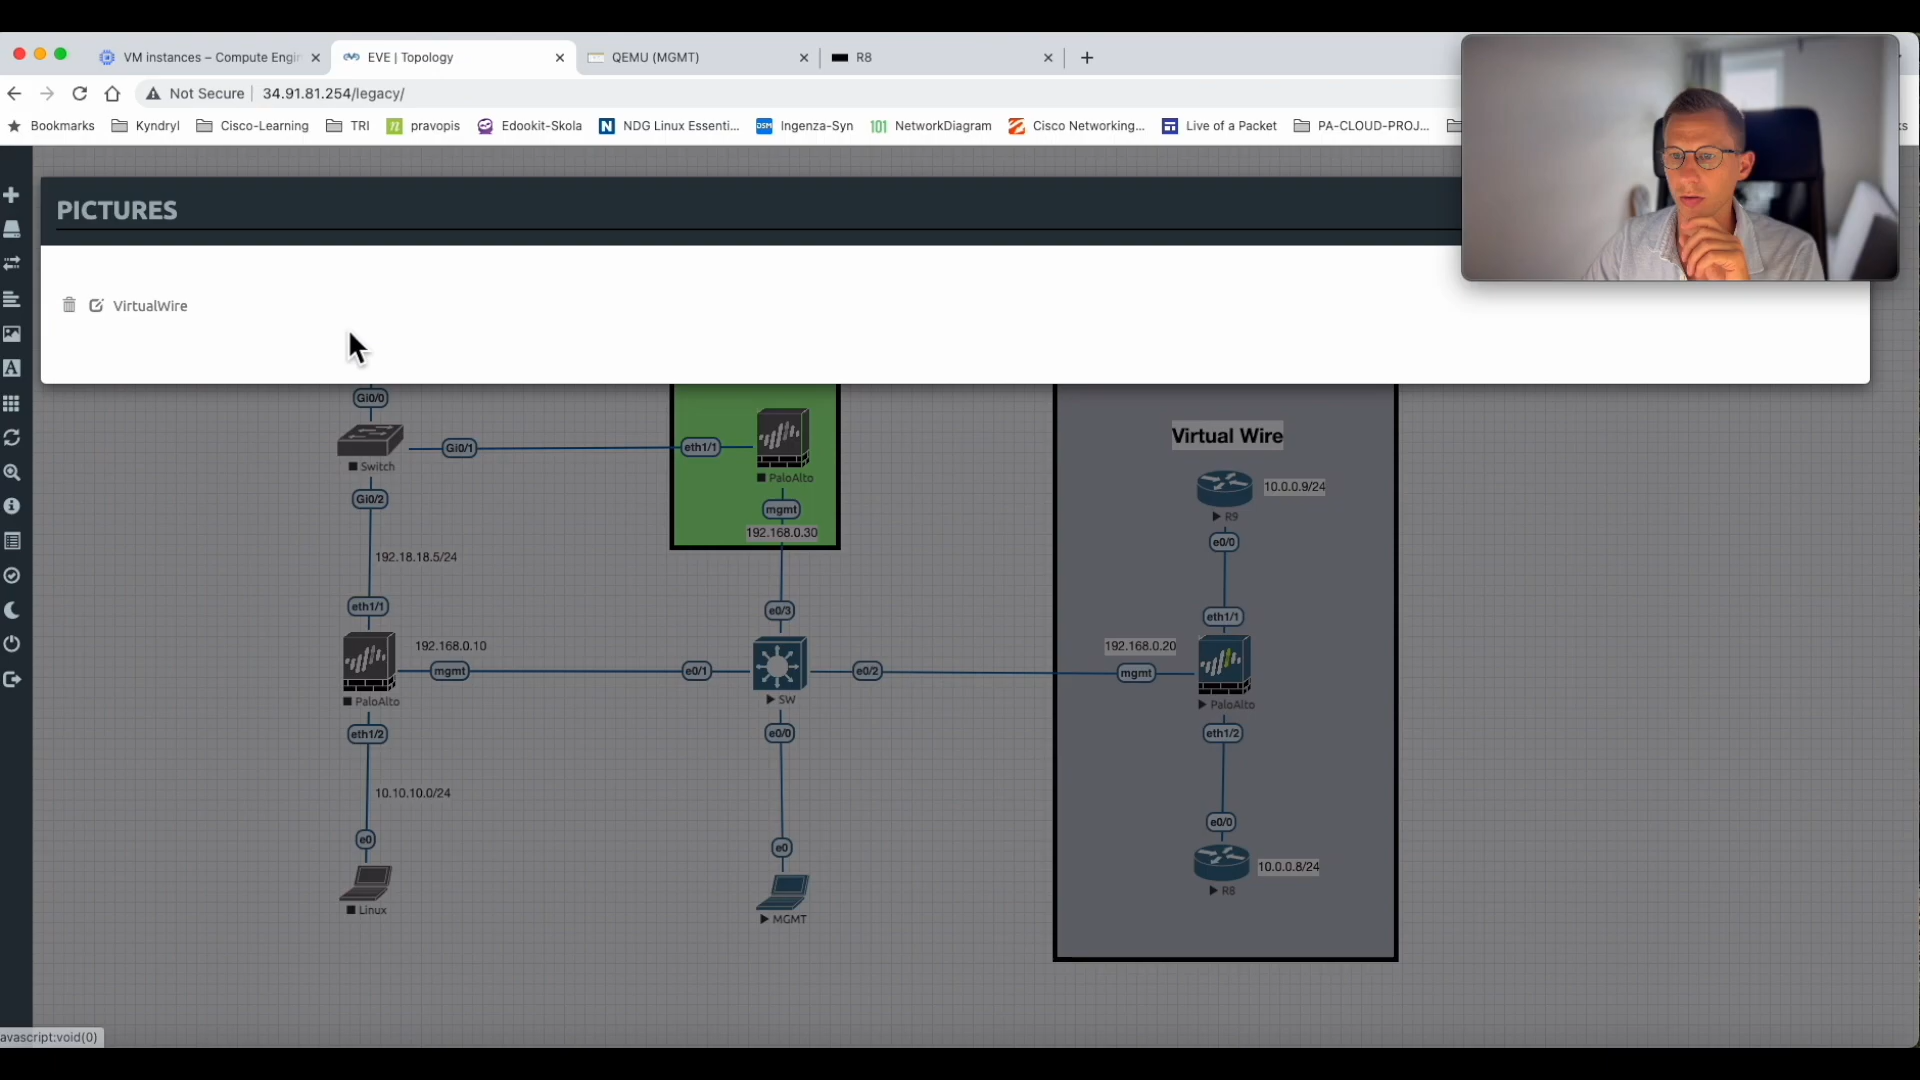 VM instances – Compute Engin
EVE | Topology
QEMU (MGMT)
R8
Not Secure
34.91.81.254/legacy/
Bookmarks
Kyndryl
Cisco-Learning
TRI
pravopis
Edookit-Skola
NDG Linux Essenti...
Ingenza-Syn
101 NetworkDiagram
Cisco Networking...
Live of a Packet
PA-CLOUD-PROJ...
ks
PICTURES
VirtualWire
Gi0/0
Switch
Gi0/1
eth1/1
PaloAlto
mgmt
192.168.0.30
Gi0/2
192.18.18.5/24
eth1/1
192.168.0.10
mgmt
PaloAlto
eth1/2
10.10.10.0/24
e0
Linux
e0/3
e0/1
e0/2
SW
e0/0
e0
MGMT
Virtual Wire
10.0.0.9/24
R9
e0/0
eth1/1
192.168.0.20
mgmt
PaloAlto
eth1/2
e0/0
10.0.0.8/24
R8
avascript:void(0)